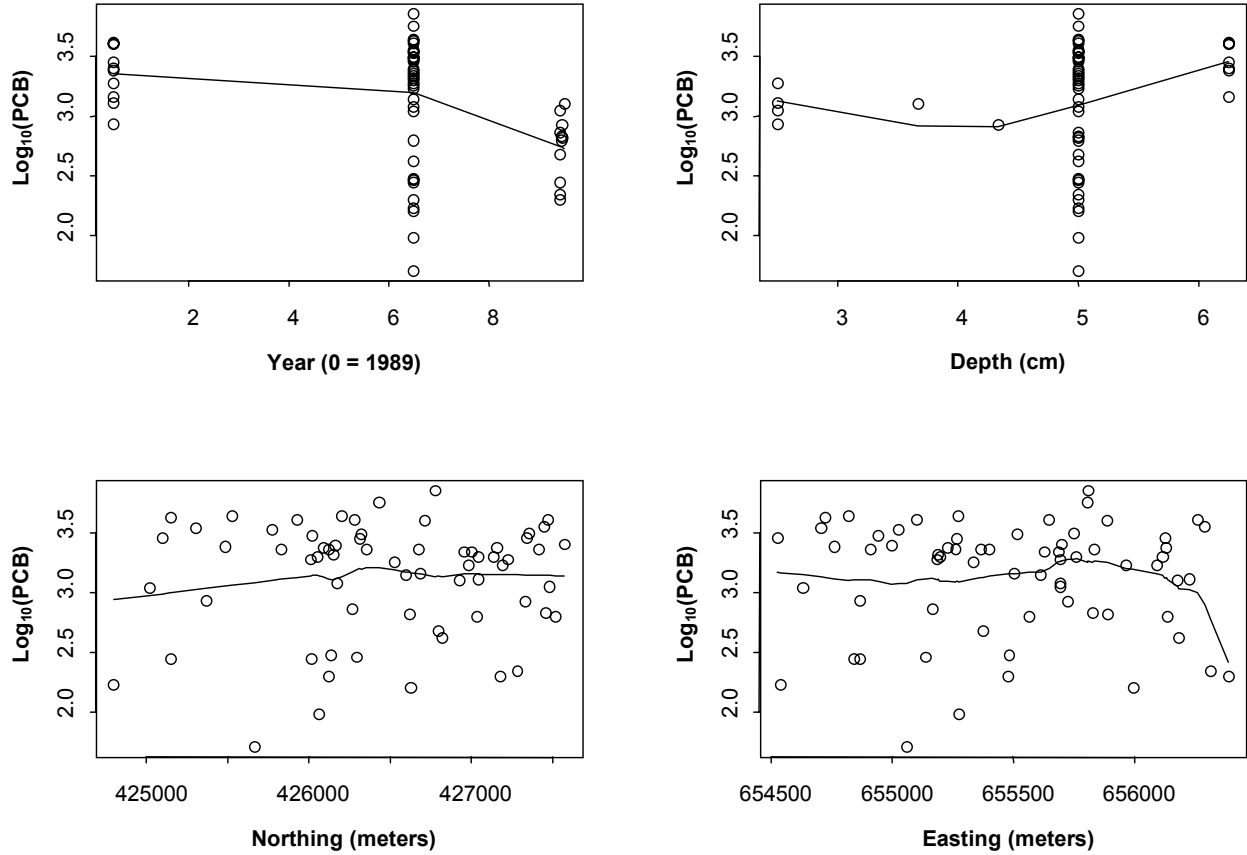 Log₁₀(PCB)
3.5
3.0
2.5
2.0
2 4 6 8
Year (0 = 1989)
Log₁₀(PCB)
3.5
3.0
2.5
2.0
3 4 5 6
Depth (cm)
Log₁₀(PCB)
3.5
3.0
2.5
2.0
425000 426000 427000
Northing (meters)
Log₁₀(PCB)
3.5
3.0
2.5
2.0
654500 655000 655500 656000
Easting (meters)